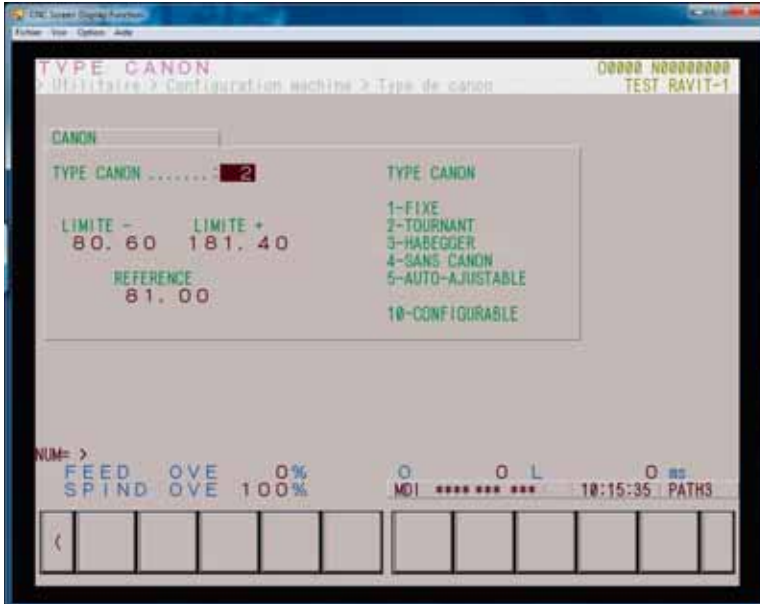 CNC Screen Display Function
Fichier Voir Option Aide
TYPE CANON
O0000 N00000000
> Utilitaire > Configuration machine > Type de canon
TEST RAVIT-1
CANON
TYPE CANON .......: 2
TYPE CANON
1-FIXE
LIMITE - LIMITE +
2-TOURNANT
80.60 181.40
3-HABEGGER
4-SANS CANON
REFERENCE
5-AUTO-AJUSTABLE
81.00
10-CONFIGURABLE
NUM= >
FEED OVE 0% O 0 L 0 ms
SPIND OVE 100% MDI **** *** *** 10:15:35 PATH3
(